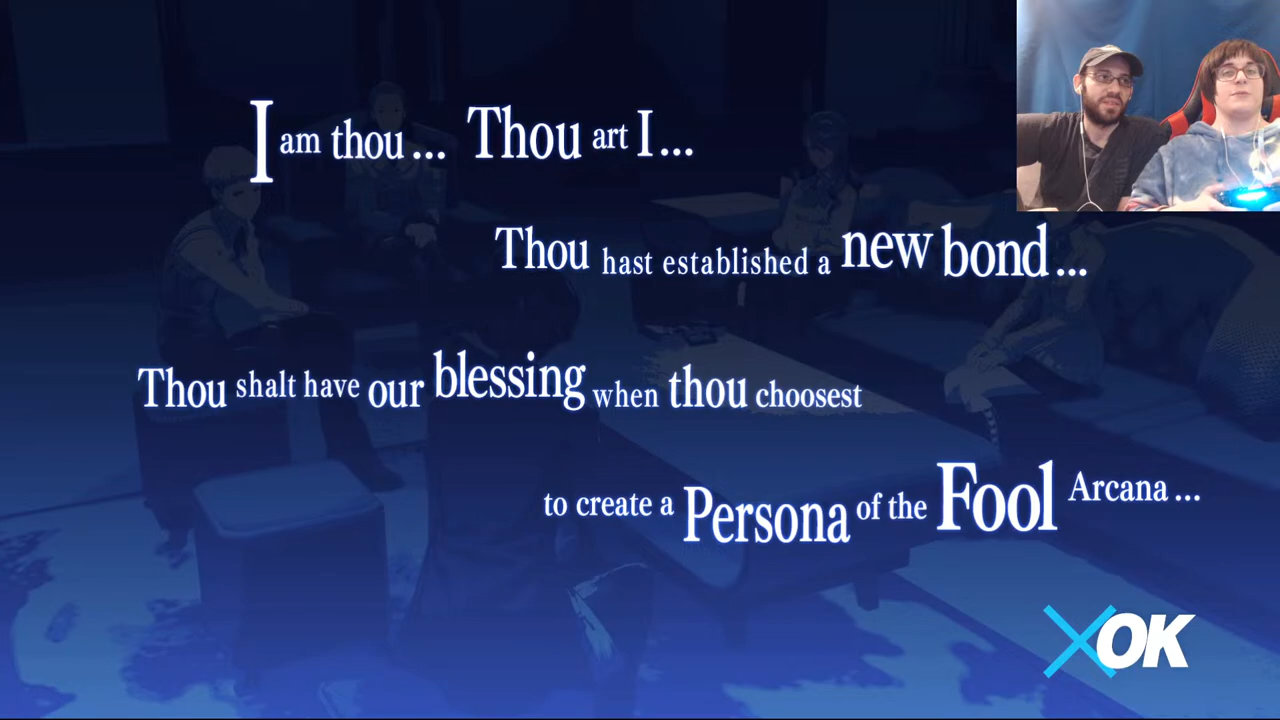 I am thou... Thou art I...
Thou hast established a new bond...
Thou shalt have our blessing when thou choosest
to create a Persona of the Fool Arcana...
OK